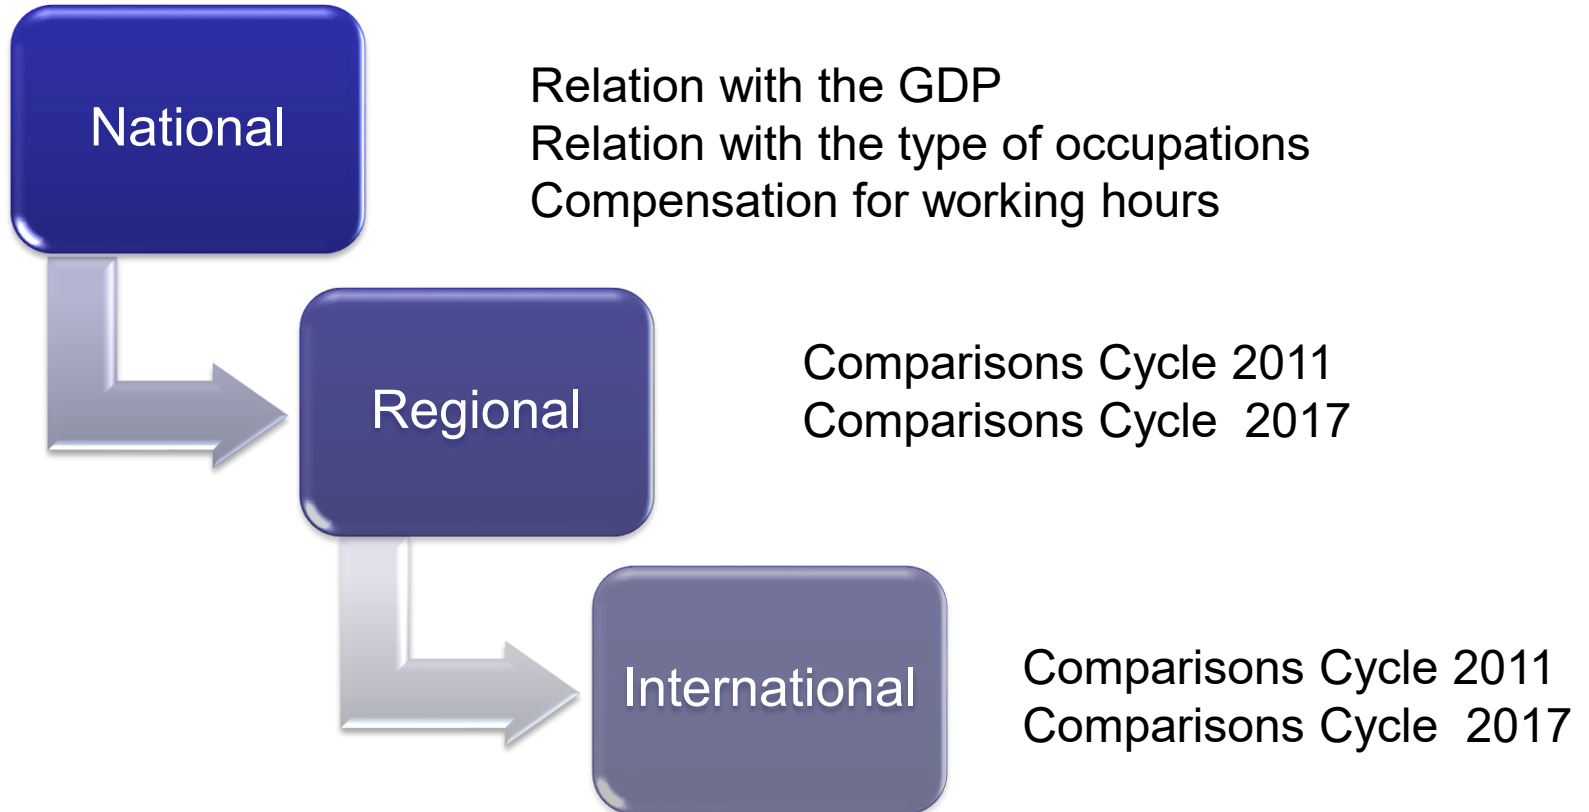 National
Relation with the GDP
Relation with the type of occupations
Compensation for working hours
Regional
Comparisons Cycle 2011
Comparisons Cycle  2017
International
Comparisons Cycle 2011
Comparisons Cycle  2017